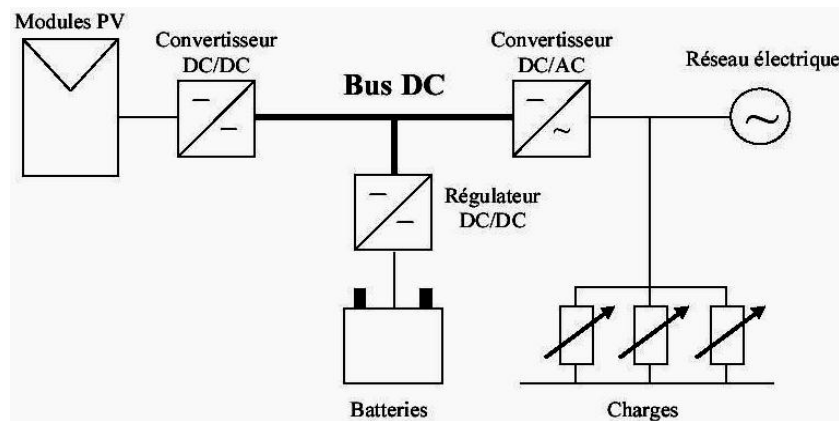 Modules PV
Convertisseur
DC/DC
Bus DC
Convertisseur
DC/AC
Réseau électrique
Régulateur
DC/DC
Batteries
Charges